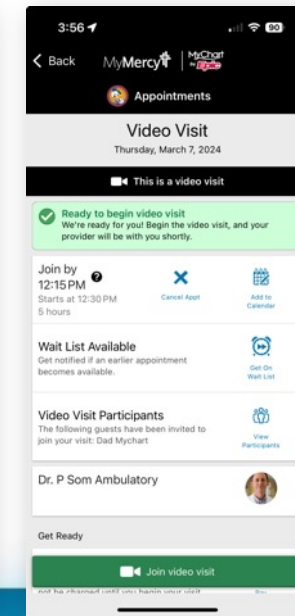 3:56
90
Back
MyMercy
MyChart
by Epic
Appointments
Video Visit
Thursday, March 7, 2024
This is a video visit
Ready to begin video visit
We're ready for you! Begin the video visit, and your
provider will be with you shortly.
Join by
12:15 PM
Starts at 12:30 PM
5 hours
Cancel Appt
Add to
Calendar
Wait List Available
Get notified if an earlier appointment
becomes available.
Get On
Wait List
Video Visit Participants
The following guests have been invited to
join your visit: Dad Mychart
View
Participants
Dr. P Som Ambulatory
Get Ready
Join video visit
not be charged until you begin your visit
Pay